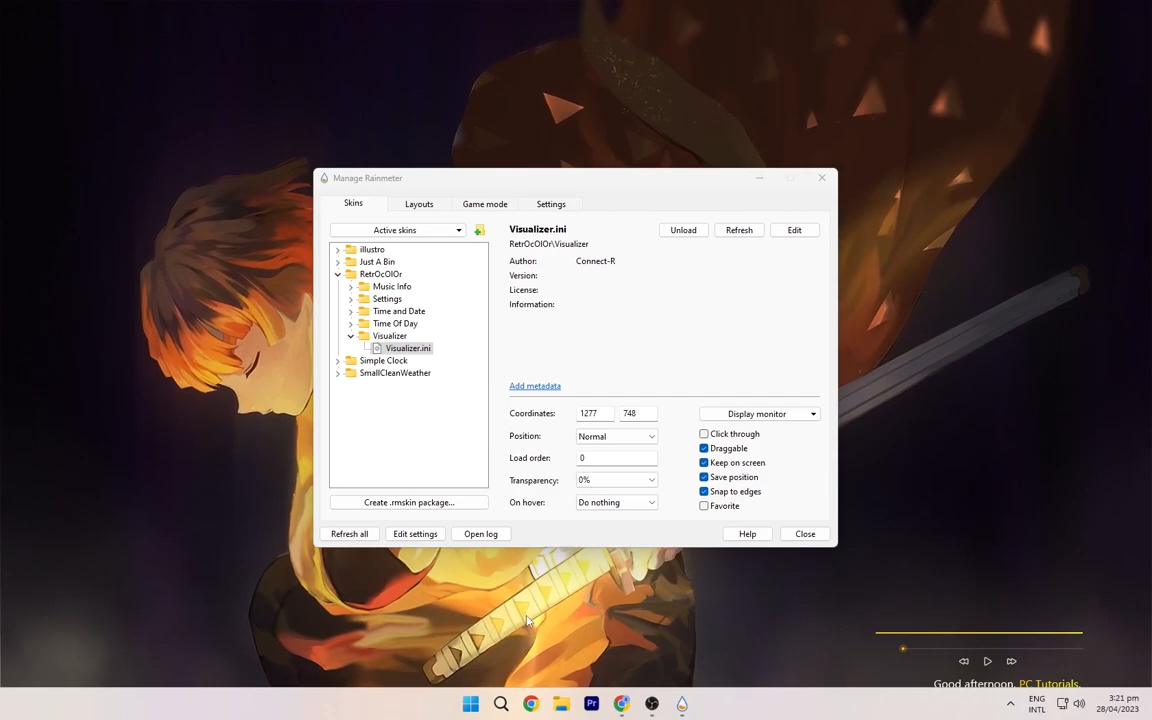 Manage Rainmeter
Skins
Layouts
Game mode
Settings
Active skins
illustro
Just A Bin
RetrOcOlOr
Music Info
Settings
Time and Date
Time Of Day
Visualizer
Visualizer.ini
Simple Clock
SmallCleanWeather
Create .rmskin package...
Visualizer.ini
RetrOcOlOr\Visualizer
Unload
Refresh
Edit
Author: Connect-R
Version:
License:
Information:
Add metadata
Coordinates: 1277 748
Position: Normal
Load order: 0
Transparency: 0%
On hover: Do nothing
Display monitor
Click through
Draggable
Keep on screen
Save position
Snap to edges
Favorite
Refresh all
Edit settings
Open log
Help
Close
Good afternoon, PC Tutorials.
Pr
ENG
INTL
3:21 pm
28/04/2023